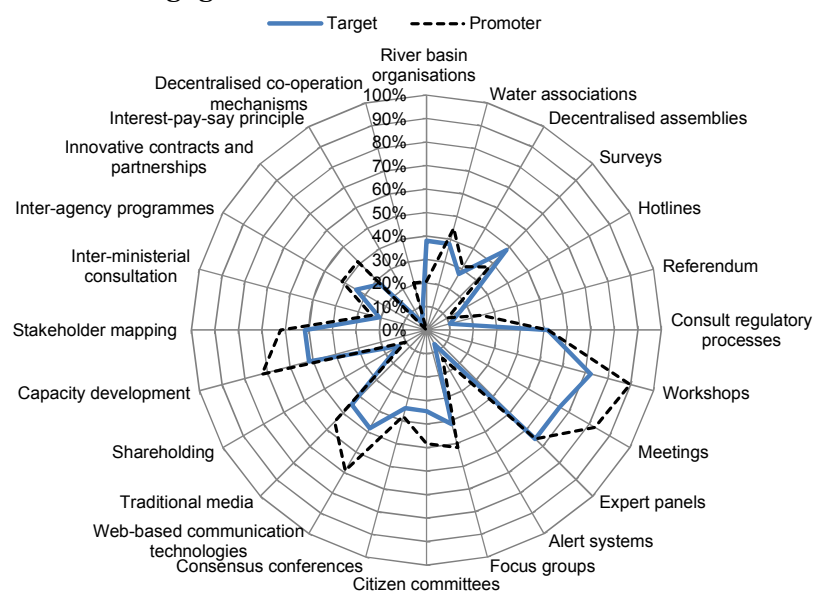 Target
Promoter
River basin
organisations
Water associations
Decentralised assemblies
Surveys
Hotlines
Referendum
Consult regulatory
processes
Workshops
Meetings
Expert panels
Alert systems
Focus groups
Citizen committees
Consensus conferences
Web-based communication
technologies
Traditional media
Shareholding
Capacity development
Stakeholder mapping
Inter-ministerial
consultation
Inter-agency programmes
Innovative contracts and
partnerships
Interest-pay-say principle
Decentralised co-operation
mechanisms
100%
90%
80%
70%
60%
50%
40%
30%
20%
10%
0%